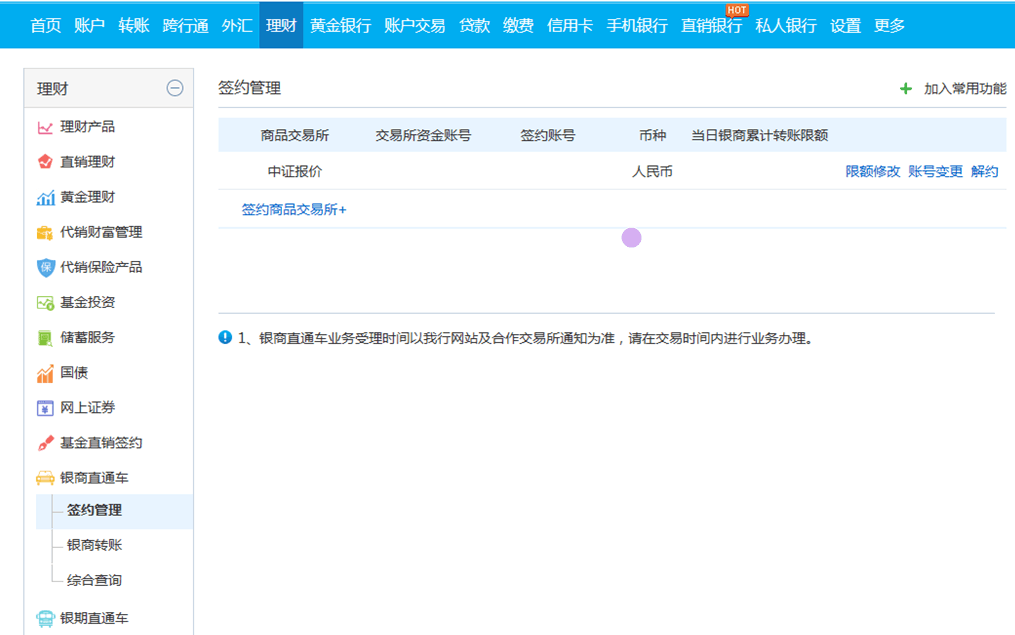 首页 账户 转账 跨行通 外汇 理财 黄金银行 账户交易 贷款 缴费 信用卡 手机银行 直销银行 HOT 私人银行 设置 更多
理财
理财产品
直销理财
黄金理财
代销财富管理
保 代销保险产品
基金投资
储蓄服务
国债
¥ 网上证券
基金直销签约
银商直通车
签约管理
银商转账
综合查询
银期直通车
签约管理 + 加入常用功能
商品交易所 交易所资金账号 签约账号 币种 当日银商累计转账限额
中证报价 人民币 限额修改 账号变更 解约
签约商品交易所+
! 1、银商直通车业务受理时间以我行网站及合作交易所通知为准，请在交易时间内进行业务办理。